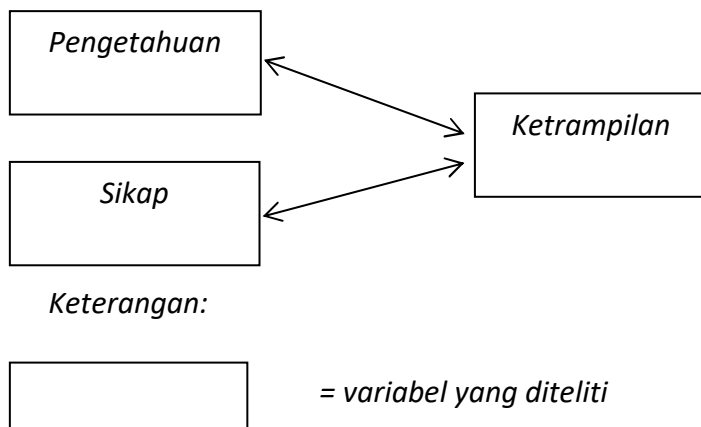 Pengetahuan
Ketrampilan
Sikap
Keterangan:
= variabel yang diteliti